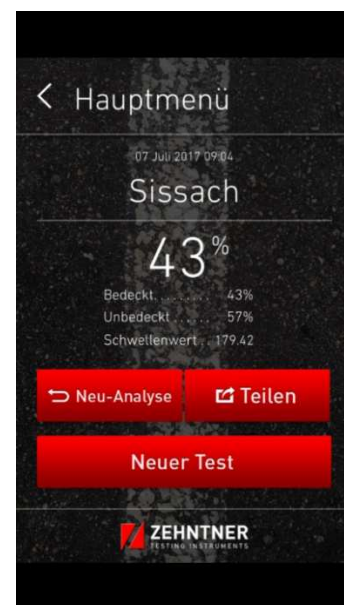 Hauptmenü
07 Juli 2017 09:04
Sissach
43%
Bedeckt......... 43%
Unbedeckt...... 57%
Schwellenwert.. 179.42
Neu-Analyse
Teilen
Neuer Test
ZEHNTNER
TESTING INSTRUMENTS